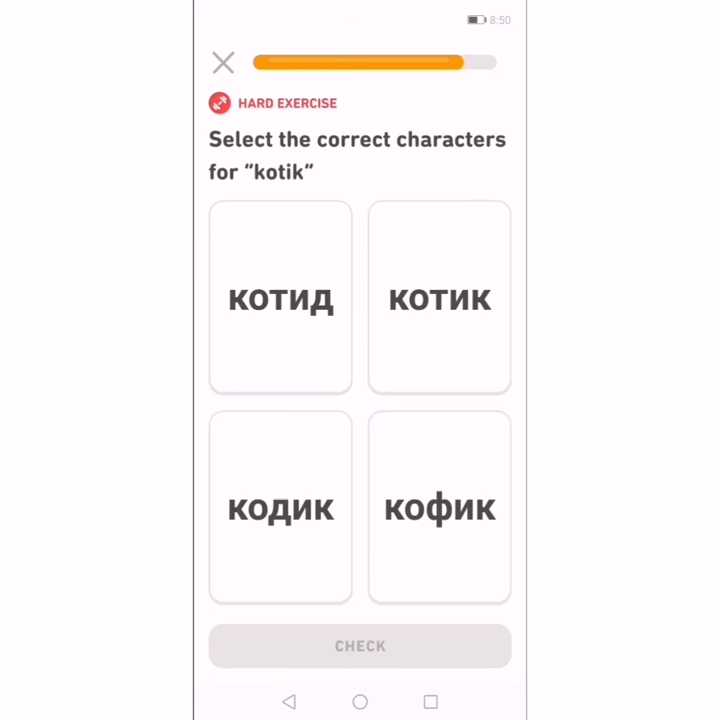 8:50
HARD EXERCISE
Select the correct characters
for “kotik”
котид
котик
кодик
кофик
CHECK